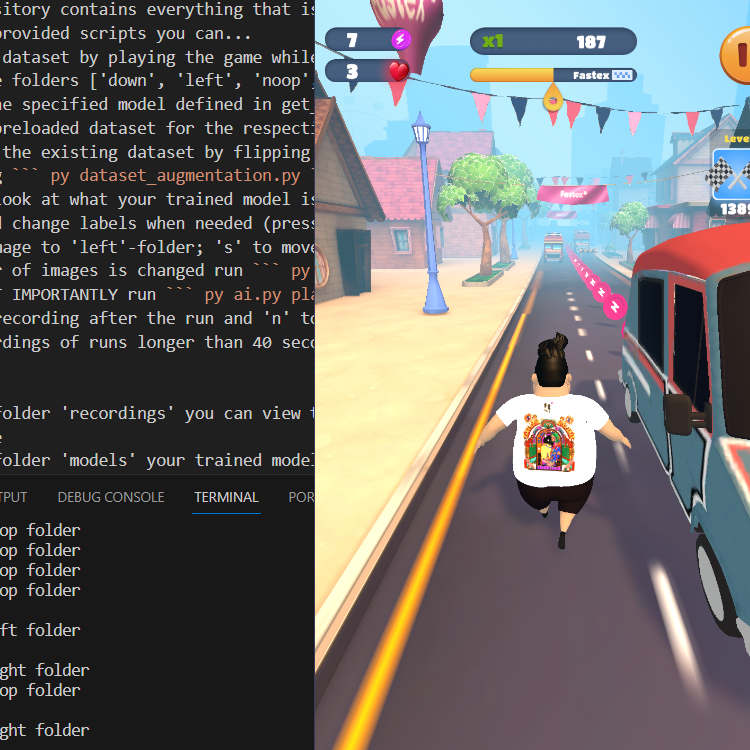 sitory contains everything that is
provided scripts you can...
dataset by playing the game while
e folders ['down', 'left', 'noop',
he specified model defined in get
preloaded dataset for the respecti
the existing dataset by flipping
g ``` py dataset_augmentation.py
look at what your trained model is
d change labels when needed (press
mage to 'left'-folder; 's' to move
r of images is changed run ``` py
T IMPORTANTLY run ``` py ai.py pla
recording after the run and 'n' to
rdings of runs longer than 40 seco
folder 'recordings' you can view t
e
folder 'models' your trained model
TPUT DEBUG CONSOLE TERMINAL POR
op folder
op folder
op folder
op folder
ft folder
ght folder
op folder
ght folder
Fastex
7
x1 187
3
Fastex
Level
1389
Fastex